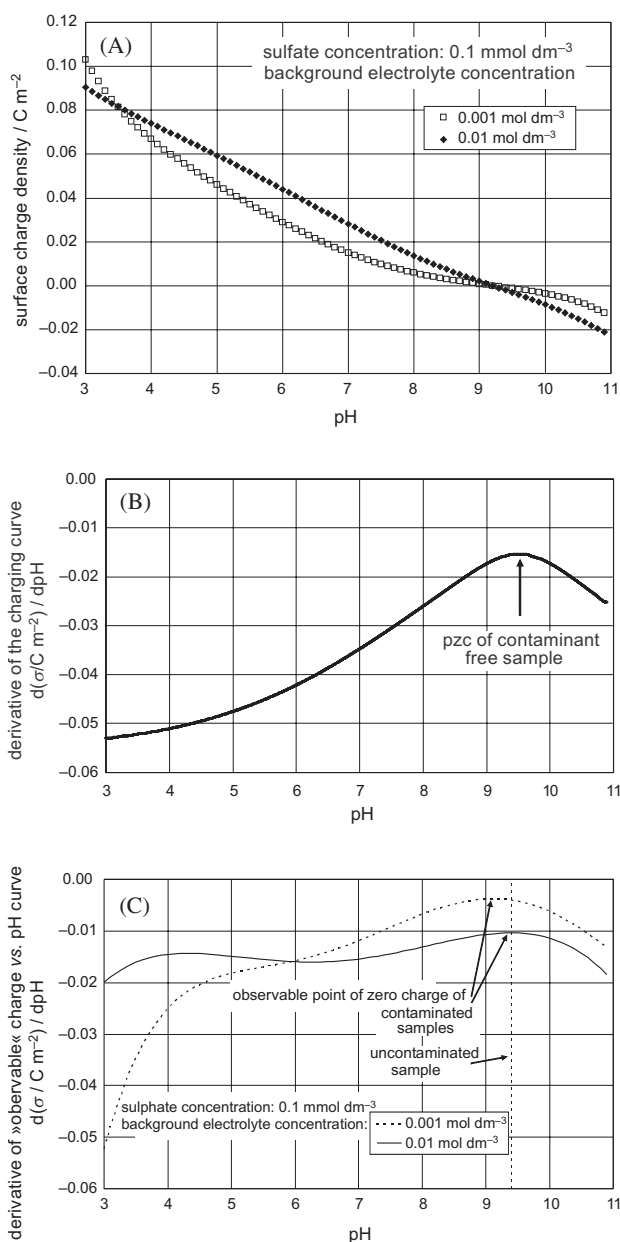 0.12
(A)
sulfate concentration: 0.1 mmol dm–3
background electrolyte concentration
0.10
0.001 mol dm–3
0.01 mol dm–3
0.08
0.06
0.04
0.02
0.00
–0.02
–0.04
surface charge density / C m–2
3 4 5 6 7 8 9 10 11
pH
0.00
(B)
–0.01
–0.02
–0.03
–0.04
–0.05
–0.06
pzc of contaminant
free sample
derivative of the charging curve
d(σ/C m–2) / dpH
3 4 5 6 7 8 9 10 11
pH
0.00
(C)
–0.01
–0.02
–0.03
–0.04
–0.05
–0.06
observable point of zero charge of
contaminated
samples
uncontaminated
sample
sulphate concentration: 0.1 mmol dm–3
background electrolyte concentration:
0.001 mol dm–3
0.01 mol dm–3
derivative of »obervable« charge vs. pH curve
d(σ / C m–2) / dpH
3 4 5 6 7 8 9 10 11
pH